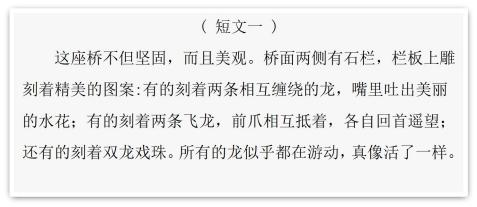 ( 短文一 )
这座桥不但坚固，而且美观。桥面两侧有石栏，栏板上雕
刻着精美的图案:有的刻着两条相互缠绕的龙，嘴里吐出美丽
的水花；有的刻着两条飞龙，前爪相互抵着，各自回首遥望；
还有的刻着双龙戏珠。所有的龙似乎都在游动，真像活了一样。